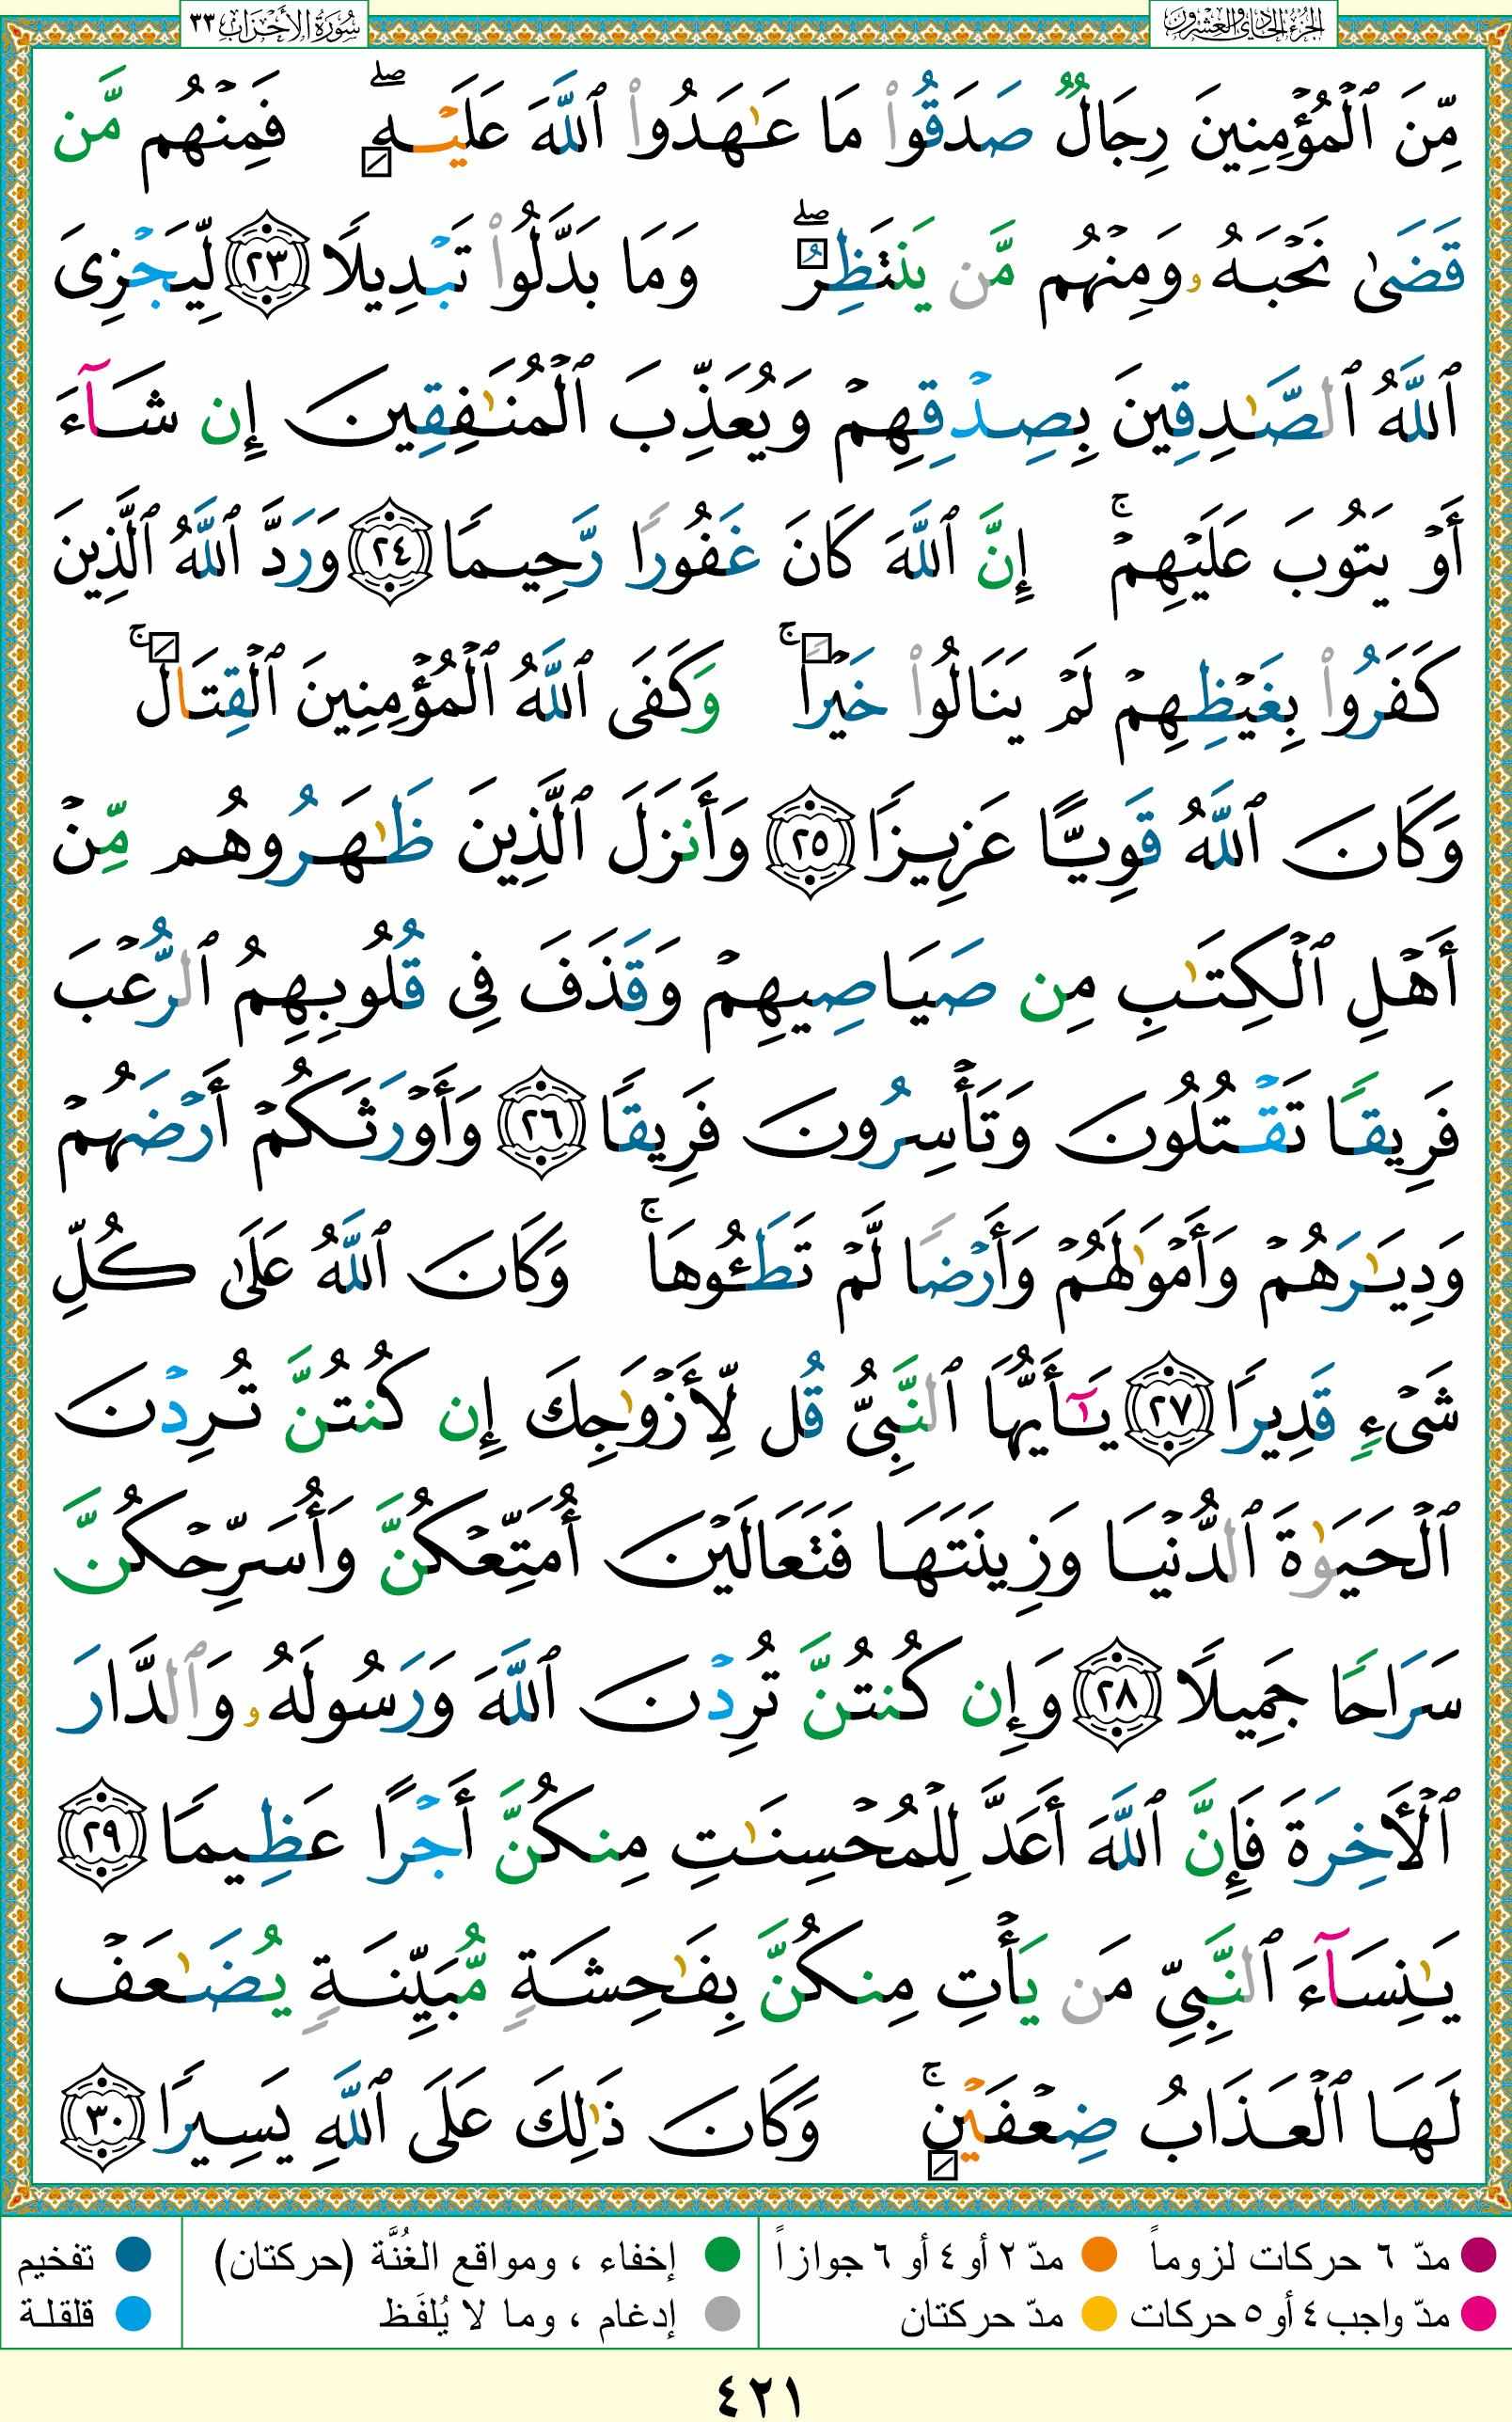 الجزء الحادي والعشرون
سُورَةُ الأَحْزَابِ ٣٣
مِّنَ ٱلْمُؤْمِنِينَ رِجَالٌ صَدَقُوا۟ مَا عَـٰهَدُوا۟ ٱللَّهَ عَلَيْهِ ۖ فَمِنْهُم مَّن
قَضَىٰ نَحْبَهُۥ وَمِنْهُم مَّن يَنتَظِرُ ۖ وَمَا بَدَّلُوا۟ تَبْدِيلًا ٢٣ لِّيَجْزِىَ
ٱللَّهُ ٱلصَّـٰدِقِينَ بِصِدْقِهِمْ وَيُعَذِّبَ ٱلْمُنَـٰفِقِينَ إِن شَآءَ
أَوْ يَتُوبَ عَلَيْهِمْ ۚ إِنَّ ٱللَّهَ كَانَ غَفُورًا رَّحِيمًا ٢٤ وَرَدَّ ٱللَّهُ ٱلَّذِينَ
كَفَرُوا۟ بِغَيْظِهِمْ لَمْ يَنَالُوا۟ خَيْرًا ۚ وَكَفَى ٱللَّهُ ٱلْمُؤْمِنِينَ ٱلْقِتَالَ ۚ
وَكَانَ ٱللَّهُ قَوِيًّا عَزِيزًا ٢٥ وَأَنزَلَ ٱلَّذِينَ ظَـٰهَرُوهُم مِّنْ
أَهْلِ ٱلْكِتَـٰبِ مِن صَيَاصِيهِمْ وَقَذَفَ فِى قُلُوبِهِمُ ٱلرُّعْبَ
فَرِيقًا تَقْتُلُونَ وَتَأْسِرُونَ فَرِيقًا ٢٦ وَأَوْرَثَكُمْ أَرْضَهُمْ
وَدِيَـٰرَهُمْ وَأَمْوَٰلَهُمْ وَأَرْضًا لَّمْ تَطَـُٔوهَا ۚ وَكَانَ ٱللَّهُ عَلَىٰ كُلِّ
شَىْءٍ قَدِيرًا ٢٧ يَـٰٓأَيُّهَا ٱلنَّبِىُّ قُل لِّأَزْوَٰجِكَ إِن كُنتُنَّ تُرِدْنَ
ٱلْحَيَوٰةَ ٱلدُّنْيَا وَزِينَتَهَا فَتَعَالَيْنَ أُمَتِّعْكُنَّ وَأُسَرِّحْكُنَّ
سَرَاحًا جَمِيلًا ٢٨ وَإِن كُنتُنَّ تُرِدْنَ ٱللَّهَ وَرَسُولَهُۥ وَٱلدَّارَ
ٱلْأَخِرَةَ فَإِنَّ ٱللَّهَ أَعَدَّ لِلْمُحْسِنَـٰتِ مِنكُنَّ أَجْرًا عَظِيمًا ٢٩
يَـٰنِسَآءَ ٱلنَّبِىِّ مَن يَأْتِ مِنكُنَّ بِفَـٰحِشَةٍ مُّبَيِّنَةٍ يُضَـٰعَفْ
لَهَا ٱلْعَذَابُ ضِعْفَيْنِ ۚ وَكَانَ ذَٰلِكَ عَلَى ٱللَّهِ يَسِيرًا ٣٠
مدّ ٦ حركات لزوماً مدّ ٢ أو ٤ أو ٦ جوازاً إخفاء ، ومواقع الغُنَّة (حركتان) تفخيم
مدّ واجب ٤ أو ٥ حركات مدّ حركتان إدغام ، وما لا يُلفَظ قلقلة
٤٢١